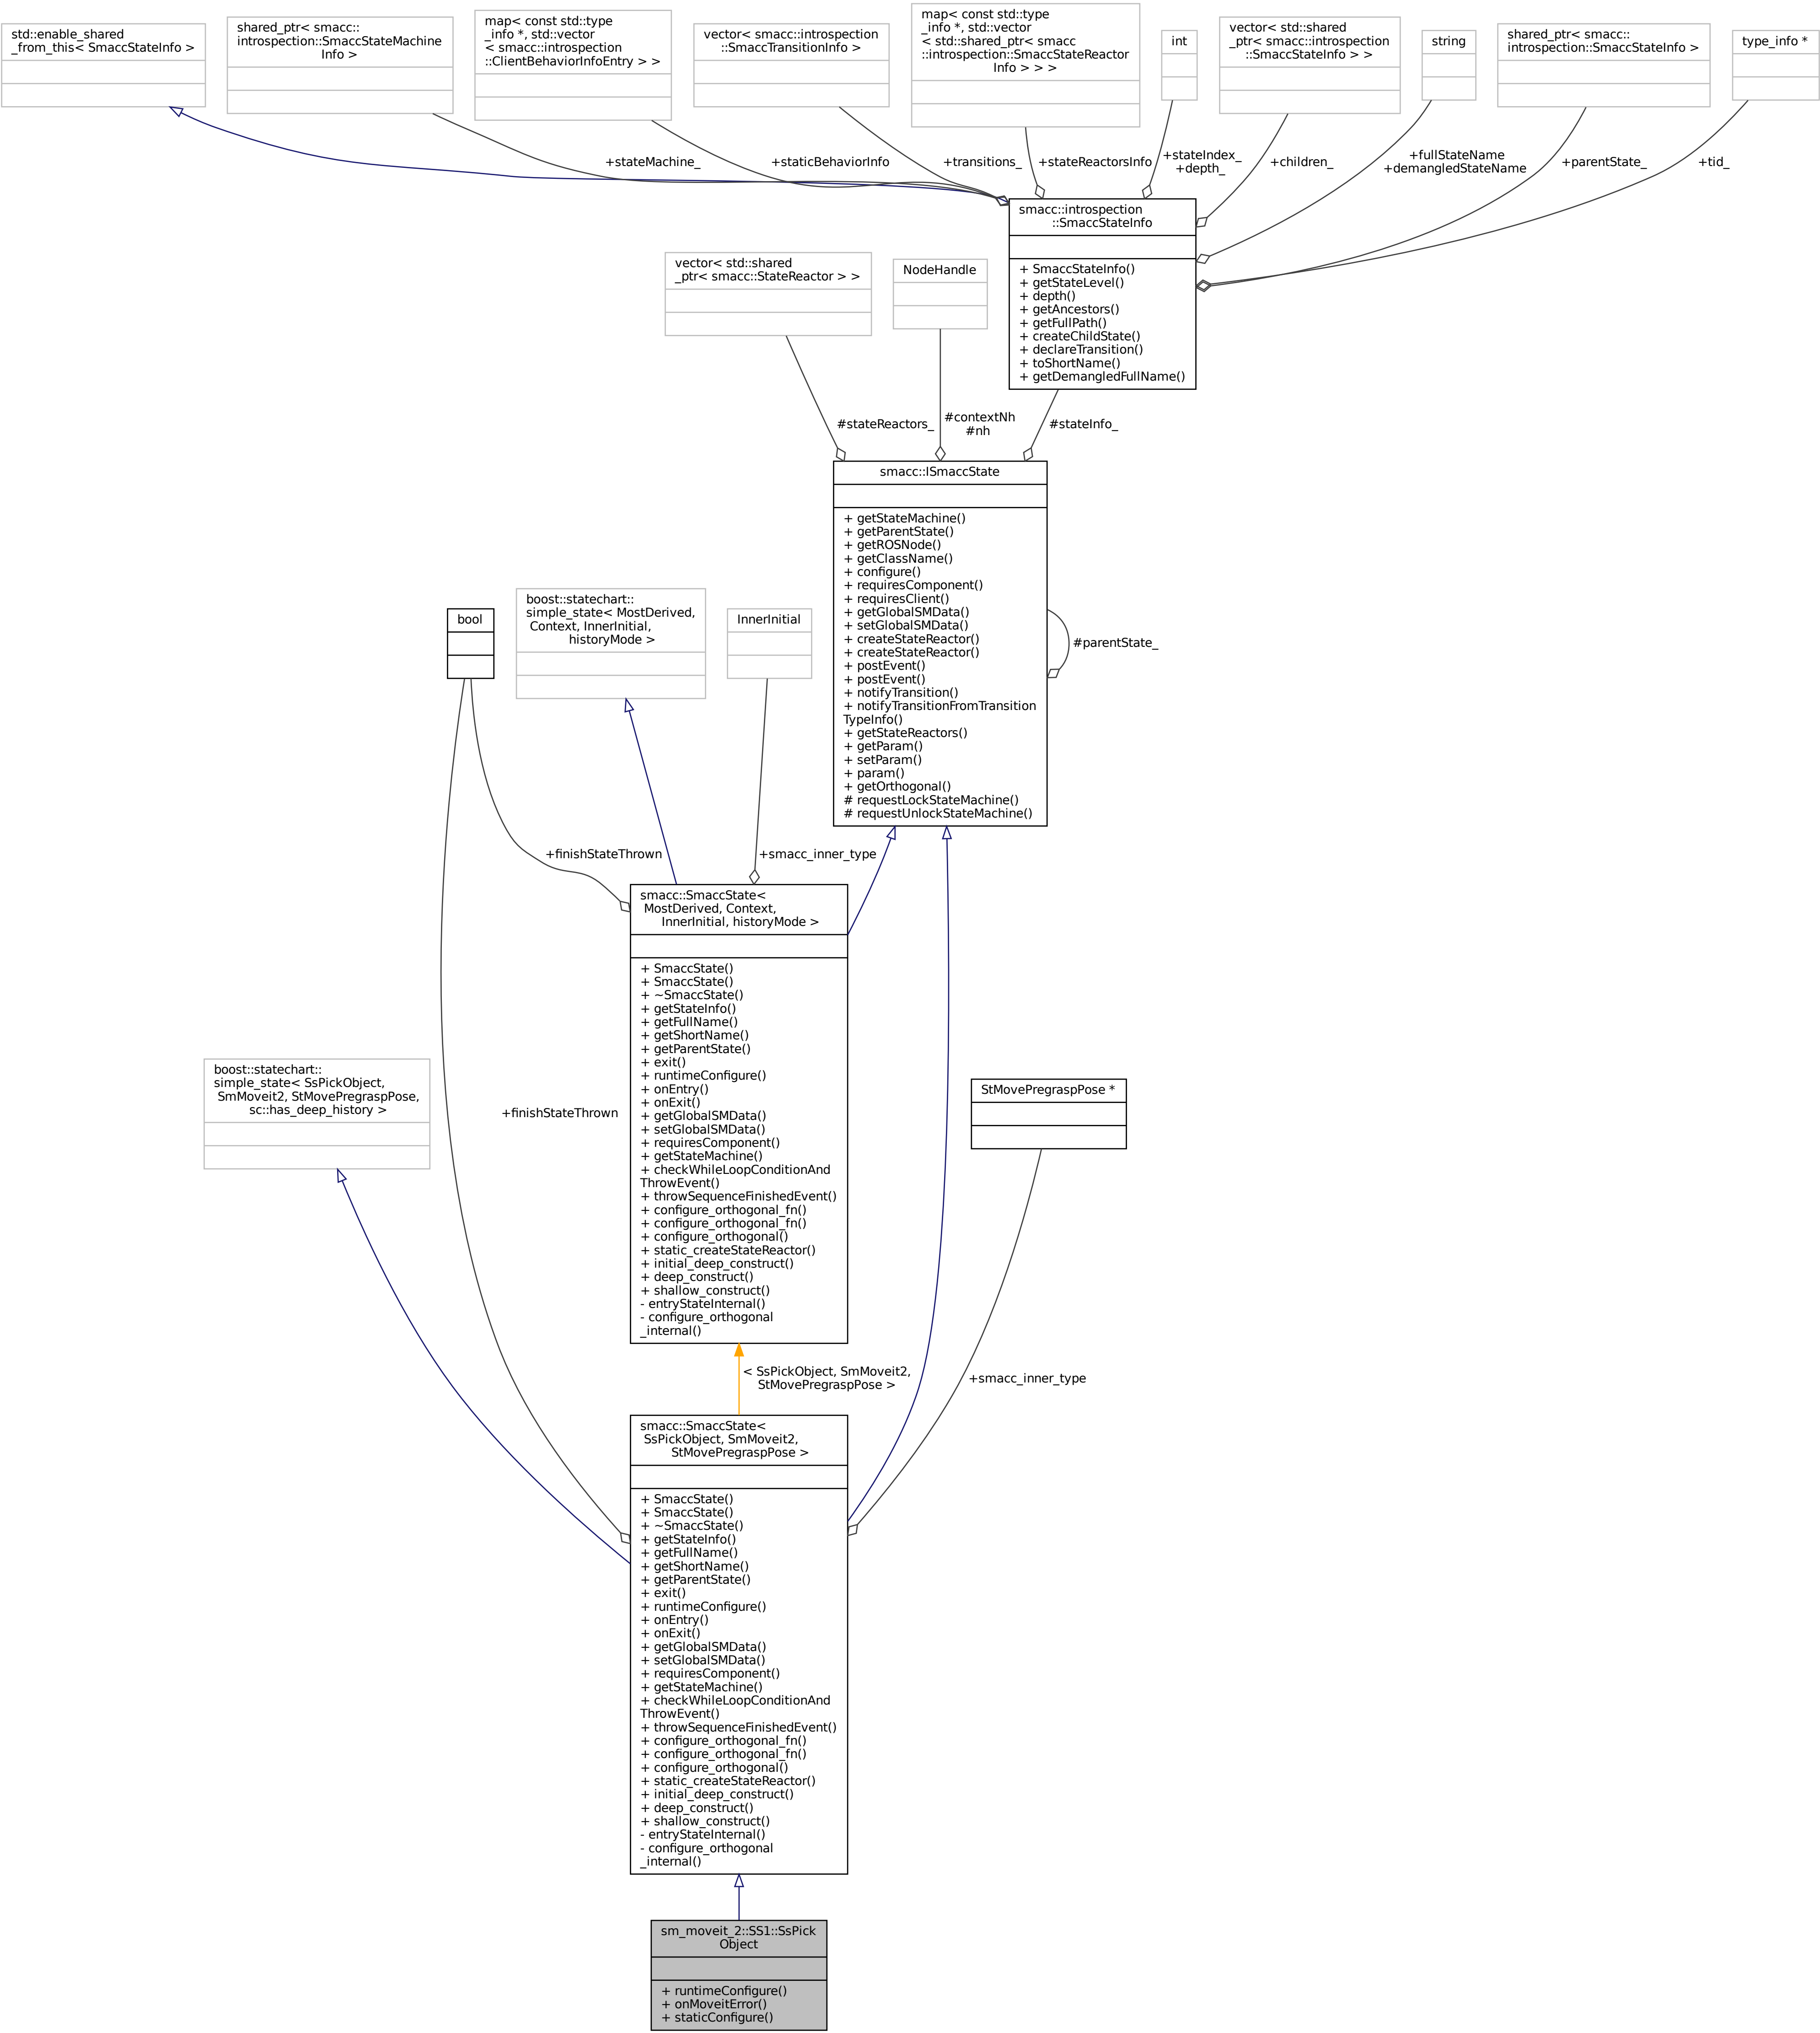 std::enable_shared
_from_this< SmaccStateInfo >
shared_ptr< smacc::
introspection::SmaccStateMachine
Info >
map< const std::type
_info *, std::vector
< smacc::introspection
::ClientBehaviorInfoEntry > >
vector< smacc::introspection
::SmaccTransitionInfo >
map< const std::type
_info *, std::vector
< std::shared_ptr< smacc
::introspection::SmaccStateReactor
Info > > >
int
vector< std::shared
_ptr< smacc::introspection
::SmaccStateInfo > >
string
shared_ptr< smacc::
introspection::SmaccStateInfo >
type_info *
+stateMachine_
+staticBehaviorInfo
+transitions_
+stateReactorsInfo
+stateIndex_
+depth_
+children_
+fullStateName
+demangledStateName
+parentState_
+tid_
smacc::introspection
::SmaccStateInfo
+ SmaccStateInfo()
+ getStateLevel()
+ depth()
+ getAncestors()
+ getFullPath()
+ createChildState()
+ declareTransition()
+ toShortName()
+ getDemangledFullName()
vector< std::shared
_ptr< smacc::StateReactor > >
NodeHandle
#stateReactors_
#contextNh
#nh
#stateInfo_
smacc::ISmaccState
+ getStateMachine()
+ getParentState()
+ getROSNode()
+ getClassName()
+ configure()
+ requiresComponent()
+ requiresClient()
+ getGlobalSMData()
+ setGlobalSMData()
+ createStateReactor()
+ createStateReactor()
+ postEvent()
+ postEvent()
+ notifyTransition()
+ notifyTransitionFromTransition
TypeInfo()
+ getStateReactors()
+ getParam()
+ setParam()
+ param()
+ getOrthogonal()
# requestLockStateMachine()
# requestUnlockStateMachine()
#parentState_
bool
boost::statechart::
simple_state< MostDerived,
Context, InnerInitial,
historyMode >
InnerInitial
+finishStateThrown
+smacc_inner_type
smacc::SmaccState<
MostDerived, Context,
InnerInitial, historyMode >
+ SmaccState()
+ SmaccState()
+ ~SmaccState()
+ getStateInfo()
+ getFullName()
+ getShortName()
+ getParentState()
+ exit()
+ runtimeConfigure()
+ onEntry()
+ onExit()
+ getGlobalSMData()
+ setGlobalSMData()
+ requiresComponent()
+ getStateMachine()
+ checkWhileLoopConditionAnd
ThrowEvent()
+ throwSequenceFinishedEvent()
+ configure_orthogonal_fn()
+ configure_orthogonal_fn()
+ configure_orthogonal()
+ static_createStateReactor()
+ initial_deep_construct()
+ deep_construct()
+ shallow_construct()
- entryStateInternal()
- configure_orthogonal
_internal()
boost::statechart::
simple_state< SsPickObject,
SmMoveit2, StMovePregraspPose,
sc::has_deep_history >
+finishStateThrown
StMovePregraspPose *
< SsPickObject, SmMoveit2,
StMovePregraspPose >
+smacc_inner_type
smacc::SmaccState<
SsPickObject, SmMoveit2,
StMovePregraspPose >
+ SmaccState()
+ SmaccState()
+ ~SmaccState()
+ getStateInfo()
+ getFullName()
+ getShortName()
+ getParentState()
+ exit()
+ runtimeConfigure()
+ onEntry()
+ onExit()
+ getGlobalSMData()
+ setGlobalSMData()
+ requiresComponent()
+ getStateMachine()
+ checkWhileLoopConditionAnd
ThrowEvent()
+ throwSequenceFinishedEvent()
+ configure_orthogonal_fn()
+ configure_orthogonal_fn()
+ configure_orthogonal()
+ static_createStateReactor()
+ initial_deep_construct()
+ deep_construct()
+ shallow_construct()
- entryStateInternal()
- configure_orthogonal
_internal()
sm_moveit_2::SS1::SsPick
Object
+ runtimeConfigure()
+ onMoveitError()
+ staticConfigure()